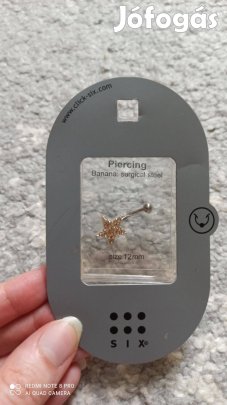 Jófogás
www.click-six.com
Piercing
Banana: surgical steel
size:12mm
SIX®
REDMI NOTE 8 PRO
AI QUAD CAMERA